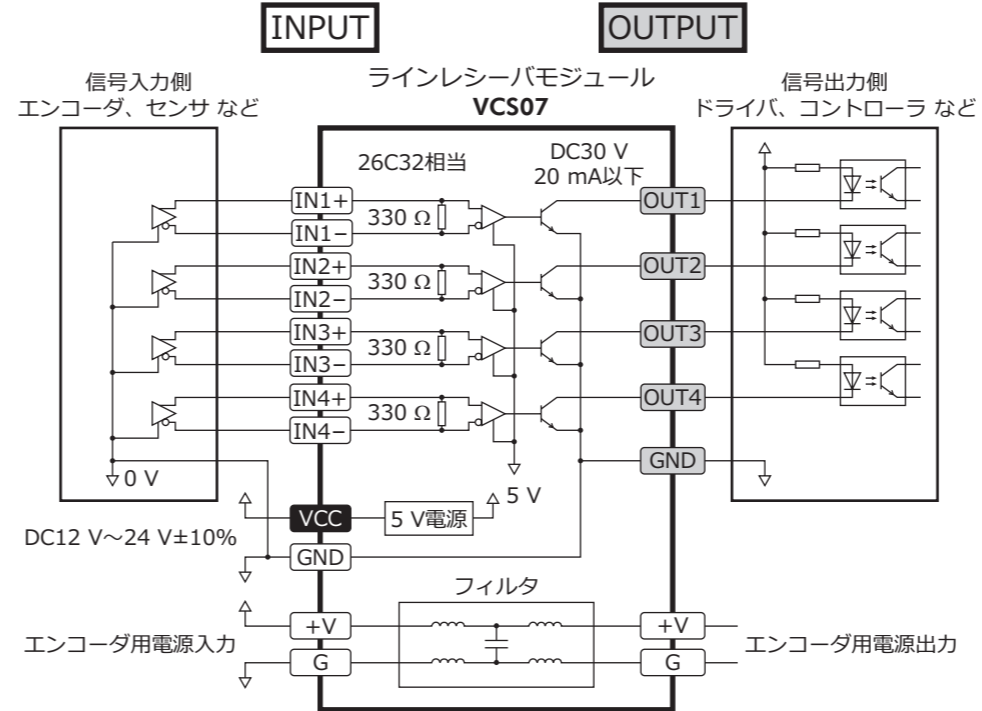 INPUT
OUTPUT
信号入力側
エンコーダ、センサ など
ラインレシーバモジュール
VCS07
信号出力側
ドライバ、コントローラ など
26C32相当
DC30 V
20 mA以下
IN1+
330 Ω
IN1−
OUT1
IN2+
330 Ω
IN2−
OUT2
IN3+
330 Ω
IN3−
OUT3
IN4+
330 Ω
IN4−
OUT4
GND
0 V
5 V
VCC
5 V電源
DC12 V～24 V±10%
GND
フィルタ
+V
+V
エンコーダ用電源入力
エンコーダ用電源出力
G
G